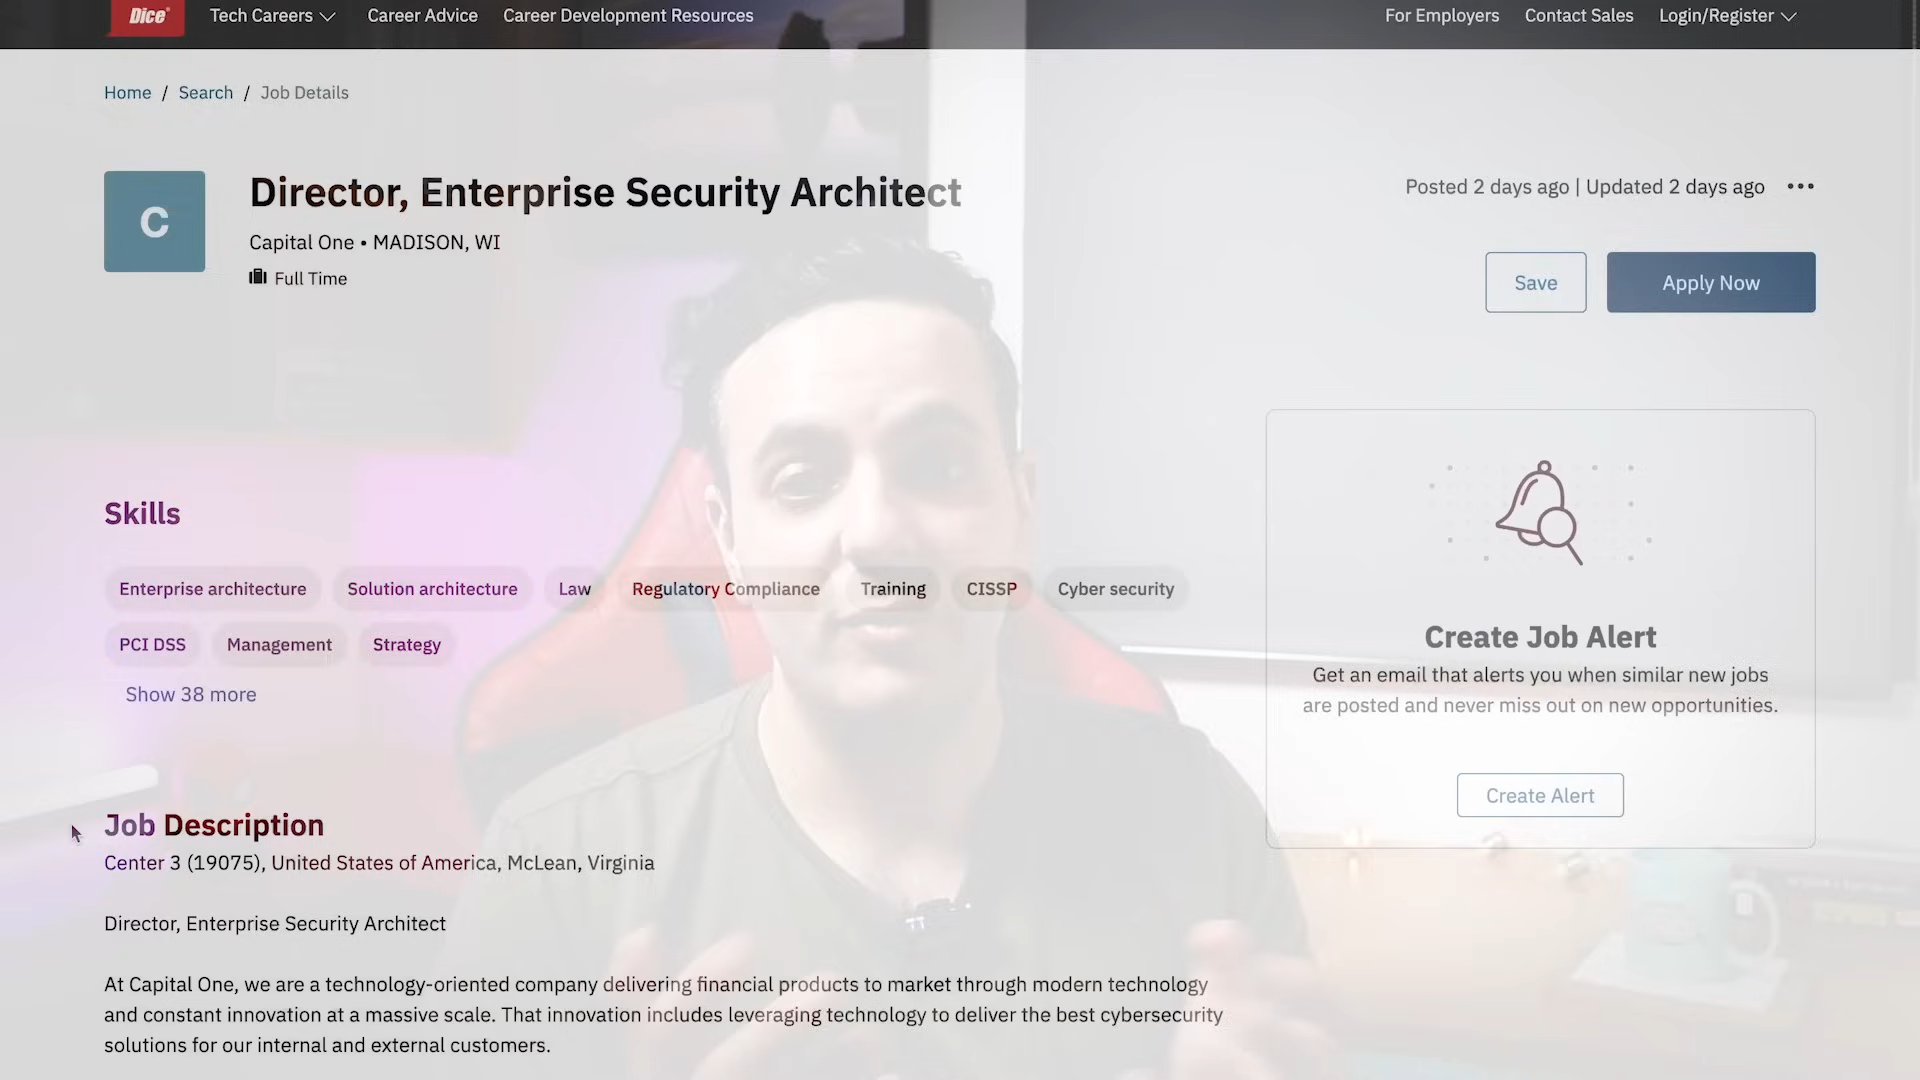 Dice
Tech Careers
Career Advice
Career Development Resources
For Employers
Contact Sales
Login/Register
Home / Search / Job Details
C
Director, Enterprise Security Architect
Capital One • MADISON, WI
Full Time
Posted 2 days ago | Updated 2 days ago
Save
Apply Now
Skills
Enterprise architecture
Solution architecture
Law
Regulatory Compliance
Training
CISSP
Cyber security
PCI DSS
Management
Strategy
Show 38 more
Create Job Alert
Get an email that alerts you when similar new jobs
are posted and never miss out on new opportunities.
Create Alert
Job Description
Center 3 (19075), United States of America, McLean, Virginia
Director, Enterprise Security Architect
At Capital One, we are a technology-oriented company delivering financial products to market through modern technology
and constant innovation at a massive scale. That innovation includes leveraging technology to deliver the best cybersecurity
solutions for our internal and external customers.